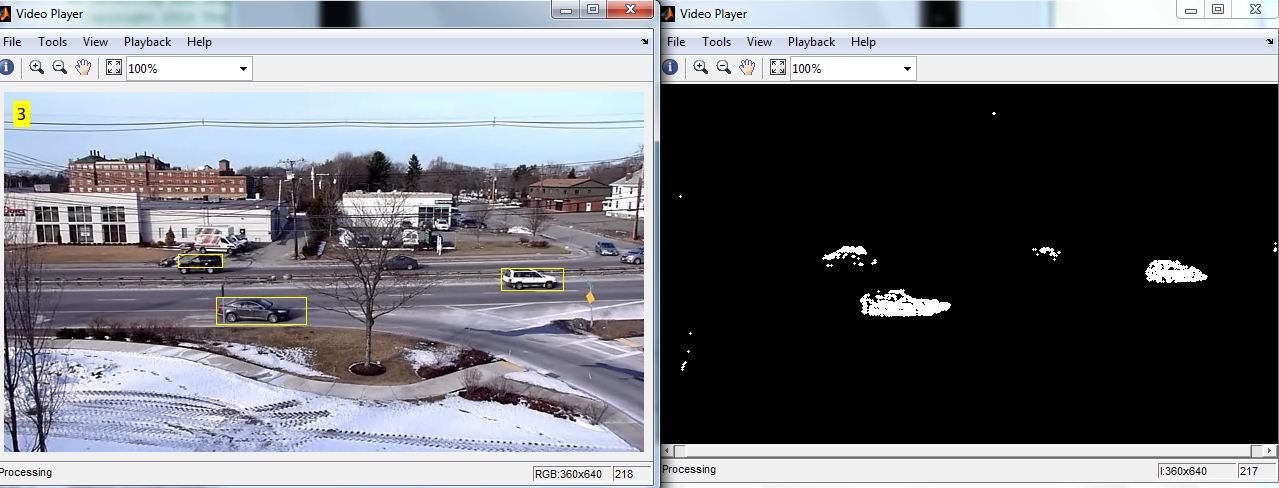 Video Player
File Tools View Playback Help
100%
3
Processing
RGB:360x640 218
Video Player
File Tools View Playback Help
100%
Processing
I:360x640 217